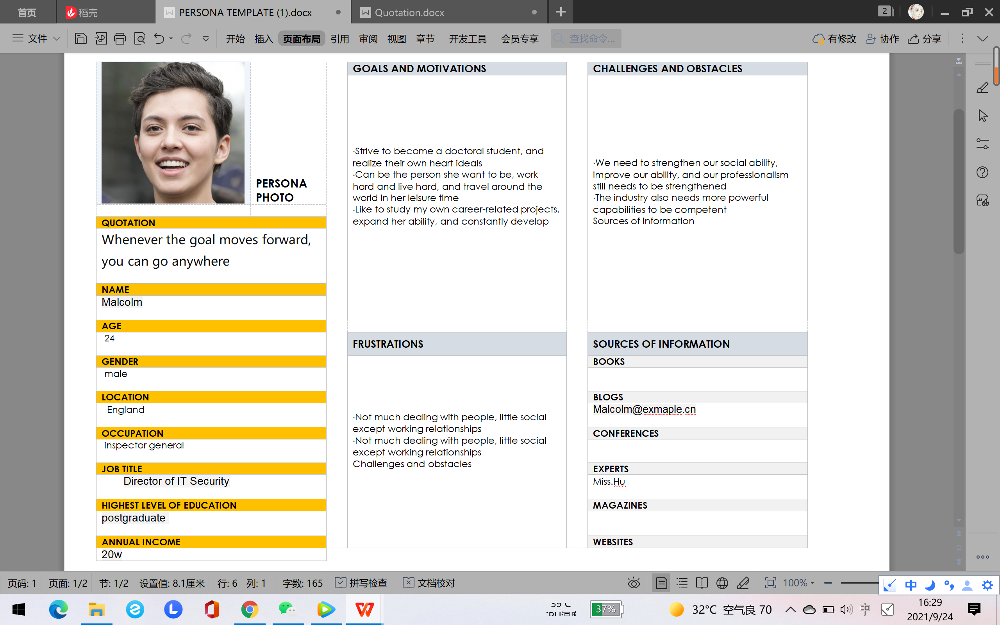 首页
稻壳
PERSONA TEMPLATE (1).docx
Quotation.docx
2
文件
开始
插入
页面布局
引用
审阅
视图
章节
开发工具
会员专享
查找命令...
有修改
协作
分享
PERSONA
PHOTO
QUOTATION
Whenever the goal moves forward,
you can go anywhere
NAME
Malcolm
AGE
24
GENDER
male
LOCATION
England
OCCUPATION
inspector general
JOB TITLE
Director of IT Security
HIGHEST LEVEL OF EDUCATION
postgraduate
ANNUAL INCOME
20w
GOALS AND MOTIVATIONS
·Strive to become a doctoral student, and
realize their own heart ideals
·Can be the person she want to be, work
hard and live hard, and travel around the
world in her leisure time
·Like to study my own career-related projects,
expand her ability, and constantly develop
FRUSTRATIONS
·Not much dealing with people, little social
except working relationships
·Not much dealing with people, little social
except working relationships
Challenges and obstacles
CHALLENGES AND OBSTACLES
·We need to strengthen our social ability,
improve our ability, and our professionalism
still needs to be strengthened
·The industry also needs more powerful
capabilities to be competent
Sources of information
SOURCES OF INFORMATION
BOOKS
BLOGS
Malcolm@exmaple.cn
CONFERENCES
EXPERTS
Miss.Hu
MAGAZINES
WEBSITES
页码: 1
页面: 1/2
节: 1/2
设置值: 8.1厘米
行: 6
列: 1
字数: 165
拼写检查
文档校对
100%
中
37%
32°C 空气良 70
中
16:29
2021/9/24